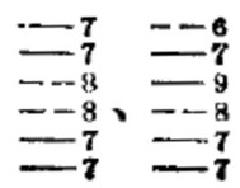 —— 7 — — 6
—— 7 —— 7
— — 8 —— 9
— — 8、— — 8
—— 7 —— 7
—— 7 —— 7